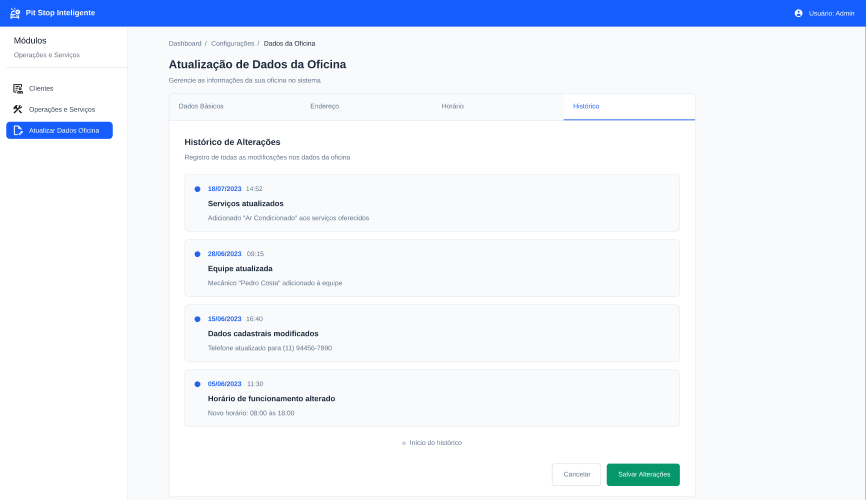 Pit Stop Inteligente
Usuário: Admin
Módulos
Operações e Serviços
Clientes
Operações e Serviços
Atualizar Dados Oficina
Dashboard / Configurações / Dados da Oficina
Atualização de Dados da Oficina
Gerencie as informações da sua oficina no sistema
Dados Básicos Endereço Horário Histórico
Histórico de Alterações
Registro de todas as modificações nos dados da oficina
18/07/2023 14:52
Serviços atualizados
Adicionado "Ar Condicionado" aos serviços oferecidos
28/06/2023 09:15
Equipe atualizada
Mecânico "Pedro Costa" adicionado à equipe
15/06/2023 16:40
Dados cadastrais modificados
Telefone atualizado para (11) 94456-7890
05/06/2023 11:30
Horário de funcionamento alterado
Novo horário: 08:00 às 18:00
Início do histórico
Cancelar Salvar Alterações